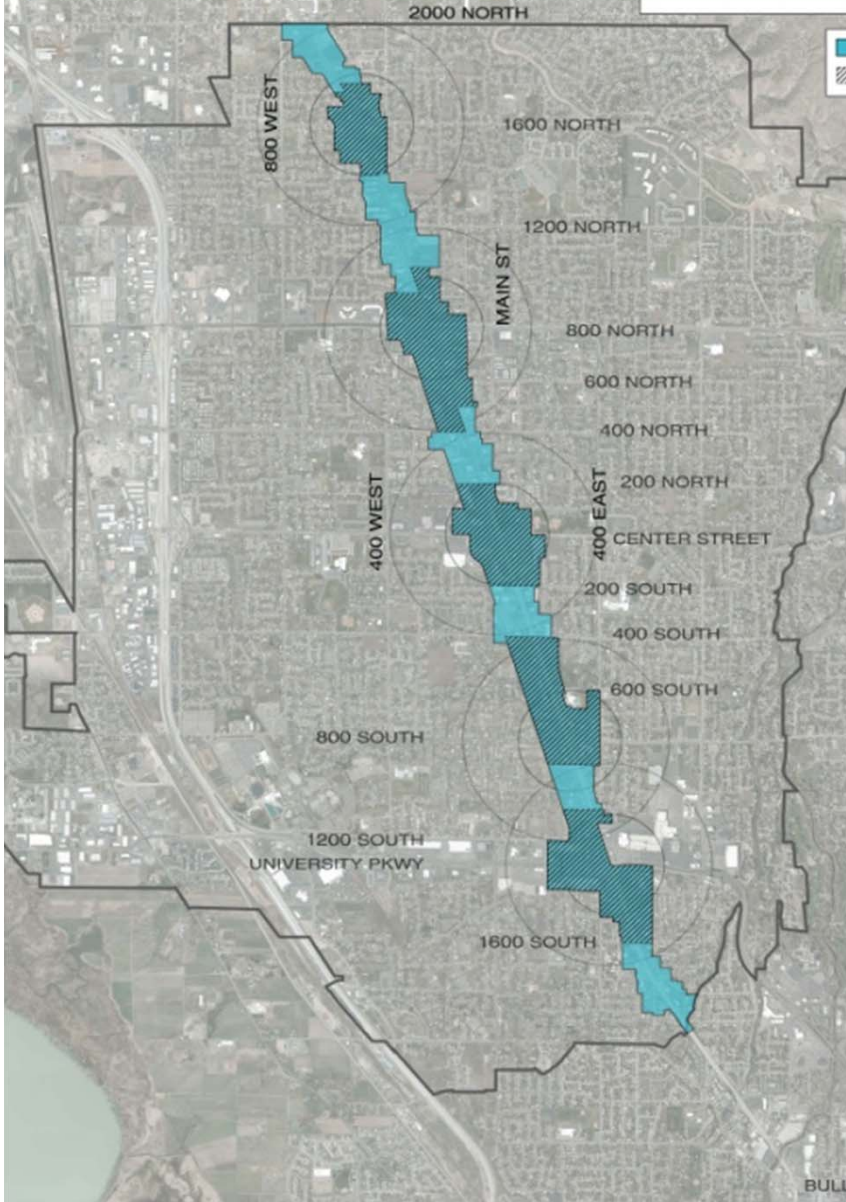 2000 NORTH
800 WEST
1600 NORTH
1200 NORTH
MAIN ST
800 NORTH
600 NORTH
400 NORTH
200 NORTH
400 WEST
400 EAST
CENTER STREET
200 SOUTH
400 SOUTH
600 SOUTH
800 SOUTH
1200 SOUTH
UNIVERSITY PKWY
1600 SOUTH
BULL